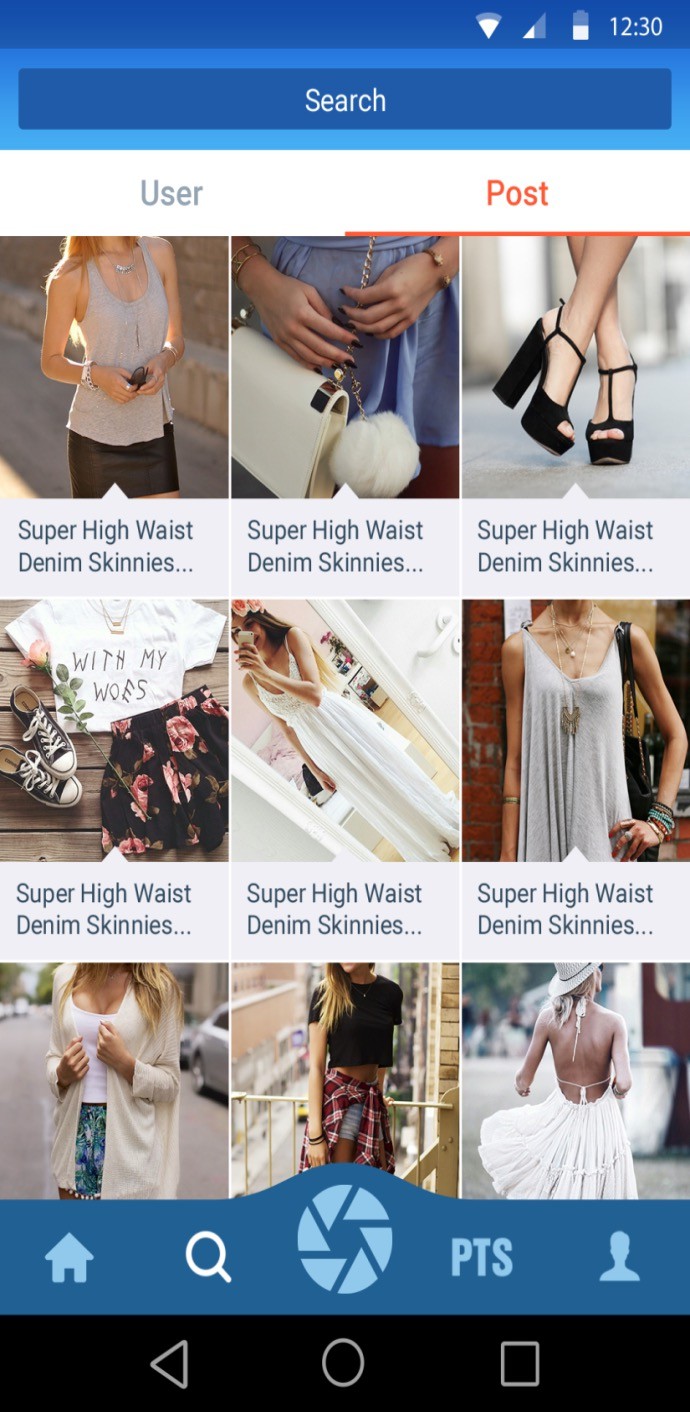 12:30
Search
User
Post
Super High Waist
Denim Skinnies...
Super High Waist
Denim Skinnies...
Super High Waist
Denim Skinnies...
WITH MY
WOES
Super High Waist
Denim Skinnies...
Super High Waist
Denim Skinnies...
Super High Waist
Denim Skinnies...
PTS